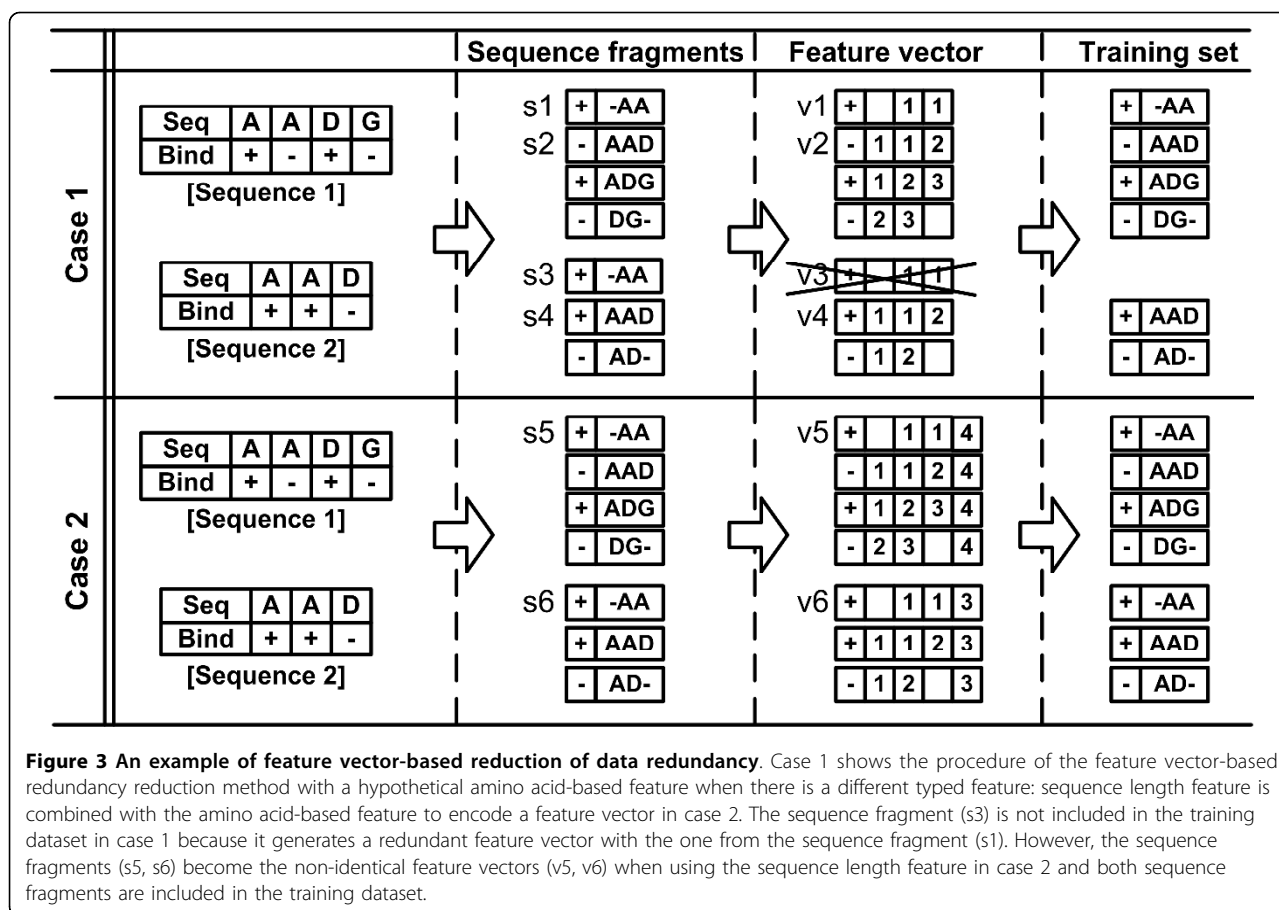 Sequence fragments Feature vector Training set
Case 1
Seq A A D G
Bind + - + -
[Sequence 1]
Seq A A D
Bind + + -
[Sequence 2]
s1 + -AA
s2 - AAD
+ ADG
- DG-
s3 + -AA
s4 + AAD
- AD-
v1 + 1 1
v2 - 1 1 2
+ 1 2 3
- 2 3
v3 + 1 1
v4 + 1 1 2
- 1 2
+ -AA
- AAD
+ ADG
- DG-
+ AAD
- AD-
Case 2
Seq A A D G
Bind + - + -
[Sequence 1]
Seq A A D
Bind + + -
[Sequence 2]
s5 + -AA
- AAD
+ ADG
- DG-
s6 + -AA
+ AAD
- AD-
v5 + 1 1 4
- 1 1 2 4
+ 1 2 3 4
- 2 3 4
v6 + 1 1 3
+ 1 1 2 3
- 1 2 3
+ -AA
- AAD
+ ADG
- DG-
+ -AA
+ AAD
- AD-
Figure 3 An example of feature vector-based reduction of data redundancy. Case 1 shows the procedure of the feature vector-based
redundancy reduction method with a hypothetical amino acid-based feature when there is a different typed feature: sequence length feature is
combined with the amino acid-based feature to encode a feature vector in case 2. The sequence fragment (s3) is not included in the training
dataset in case 1 because it generates a redundant feature vector with the one from the sequence fragment (s1). However, the sequence
fragments (s5, s6) become the non-identical feature vectors (v5, v6) when using the sequence length feature in case 2 and both sequence
fragments are included in the training dataset.